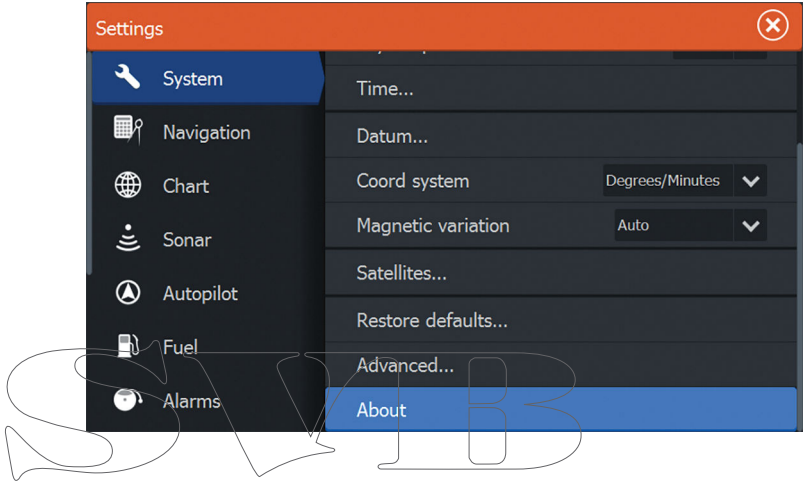 Settings
System
Navigation
Chart
Sonar
Autopilot
Fuel
Alarms
Time...
Datum...
Coord system Degrees/Minutes
Magnetic variation Auto
Satellites...
Restore defaults...
Advanced...
About
SVB